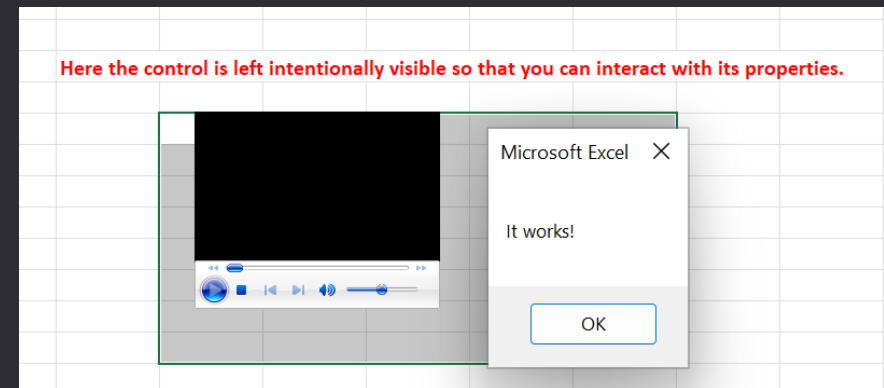 Here the control is left intentionally visible so that you can interact with its properties.
Microsoft Excel
It works!
OK